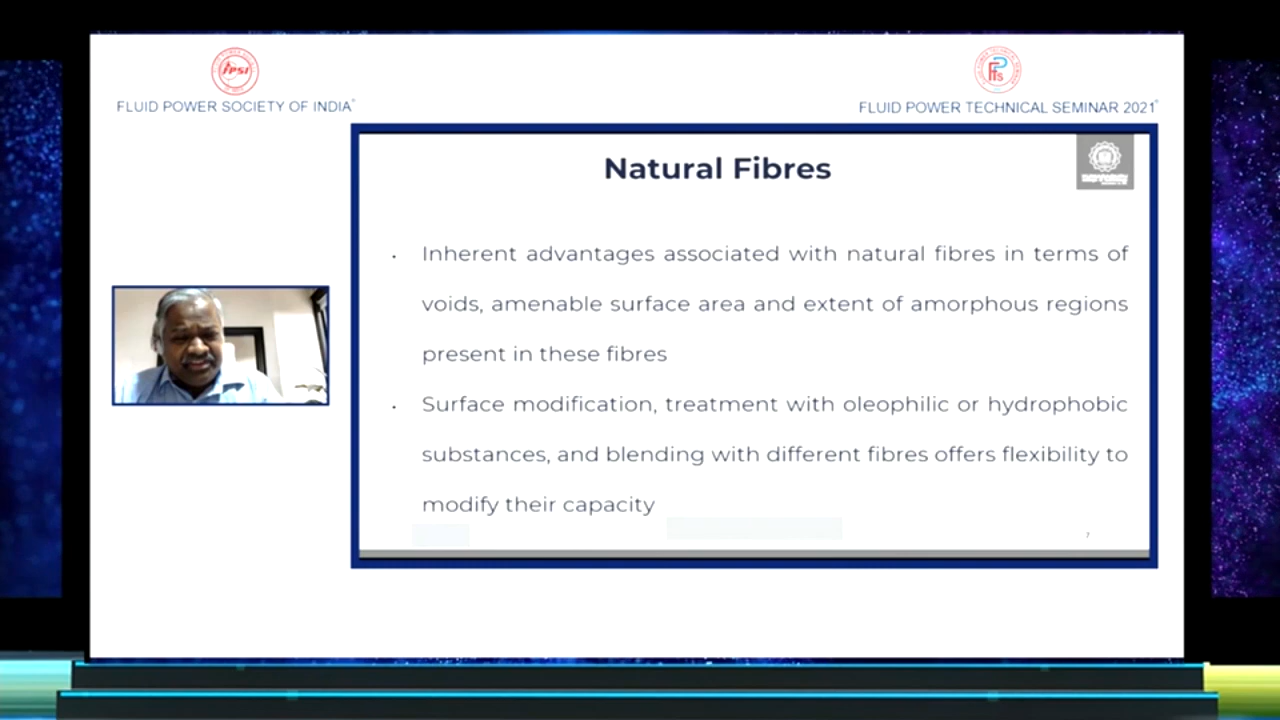 FPSI
FLUID POWER SOCIETY OF INDIA
FLUID POWER TECHNICAL SEMINAR 2021
Natural Fibres
• Inherent advantages associated with natural fibres in terms of
voids, amenable surface area and extent of amorphous regions
present in these fibres
• Surface modification, treatment with oleophilic or hydrophobic
substances, and blending with different fibres offers flexibility to
modify their capacity
7